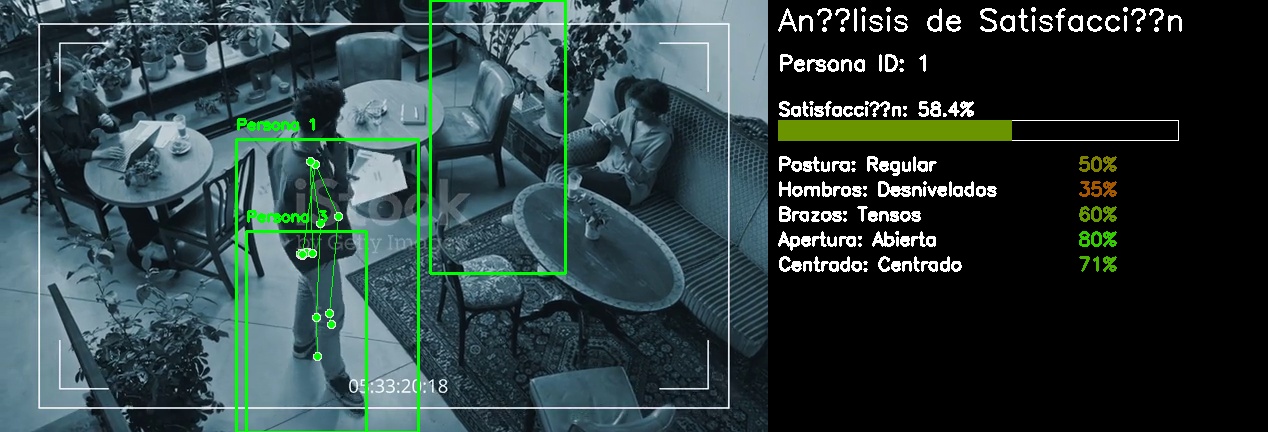 Persona 1
Persona 3
iStock
by Getty Images
05:33:20:18
An??lisis de Satisfacci??n
Persona ID: 1
Satisfacci??n: 58.4%
Postura: Regular 50%
Hombros: Desnivelados 35%
Brazos: Tensos 60%
Apertura: Abierta 80%
Centrado: Centrado 71%